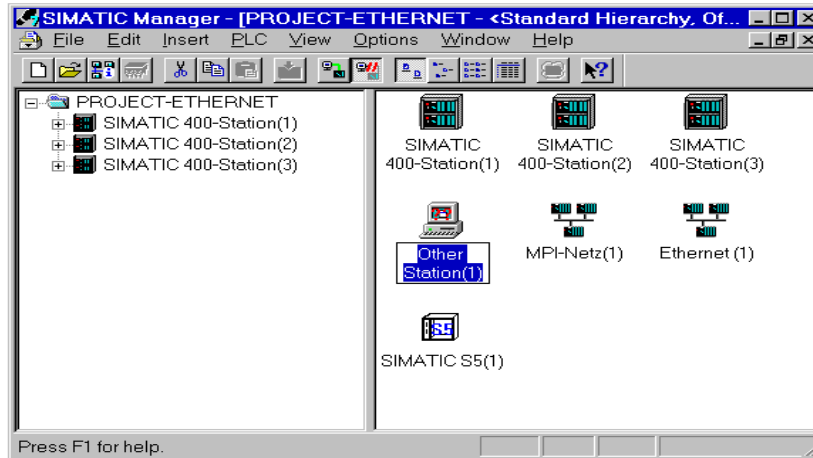 SIMATIC Manager - [PROJECT-ETHERNET - <Standard Hierarchy, Of...
File Edit Insert PLC View Options Window Help
PROJECT-ETHERNET
SIMATIC 400-Station(1)
SIMATIC 400-Station(2)
SIMATIC 400-Station(3)
SIMATIC
400-Station(1)
SIMATIC
400-Station(2)
SIMATIC
400-Station(3)
Other
Station(1)
MPI-Netz(1)
Ethernet (1)
S5
SIMATIC S5(1)
Press F1 for help.